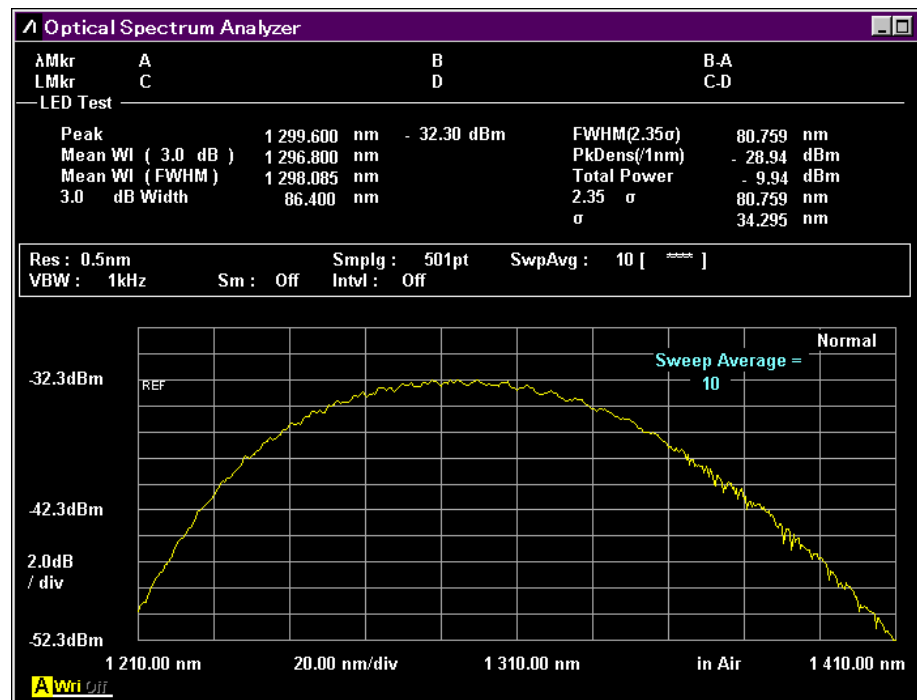 Optical Spectrum Analyzer
λMkr A B B-A
LMkr C D C-D
LED Test
Peak 1 299.600 nm - 32.30 dBm FWHM(2.35σ) 80.759 nm
Mean Wl ( 3.0 dB ) 1 296.800 nm PkDens(/1nm) - 28.94 dBm
Mean Wl ( FWHM ) 1 298.085 nm Total Power - 9.94 dBm
3.0 dB Width 86.400 nm 2.35 σ 80.759 nm
σ 34.295 nm
Res : 0.5nm Smplg : 501pt SwpAvg : 10 [ **** ]
VBW : 1kHz Sm : Off Intvl : Off
Normal
Sweep Average =
10
-32.3dBm REF
-42.3dBm
2.0dB
/ div
-52.3dBm
1 210.00 nm 20.00 nm/div 1 310.00 nm in Air 1 410.00 nm
A Wri Off